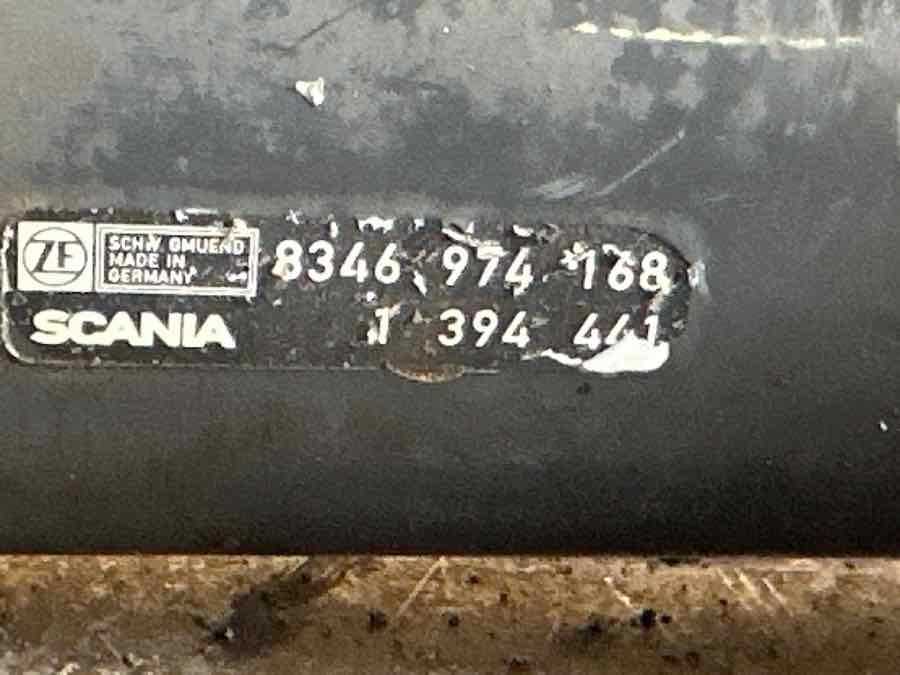 ZF SCHW. GMUEND 8346 974 168
MADE IN
GERMANY
SCANIA 1 394 441